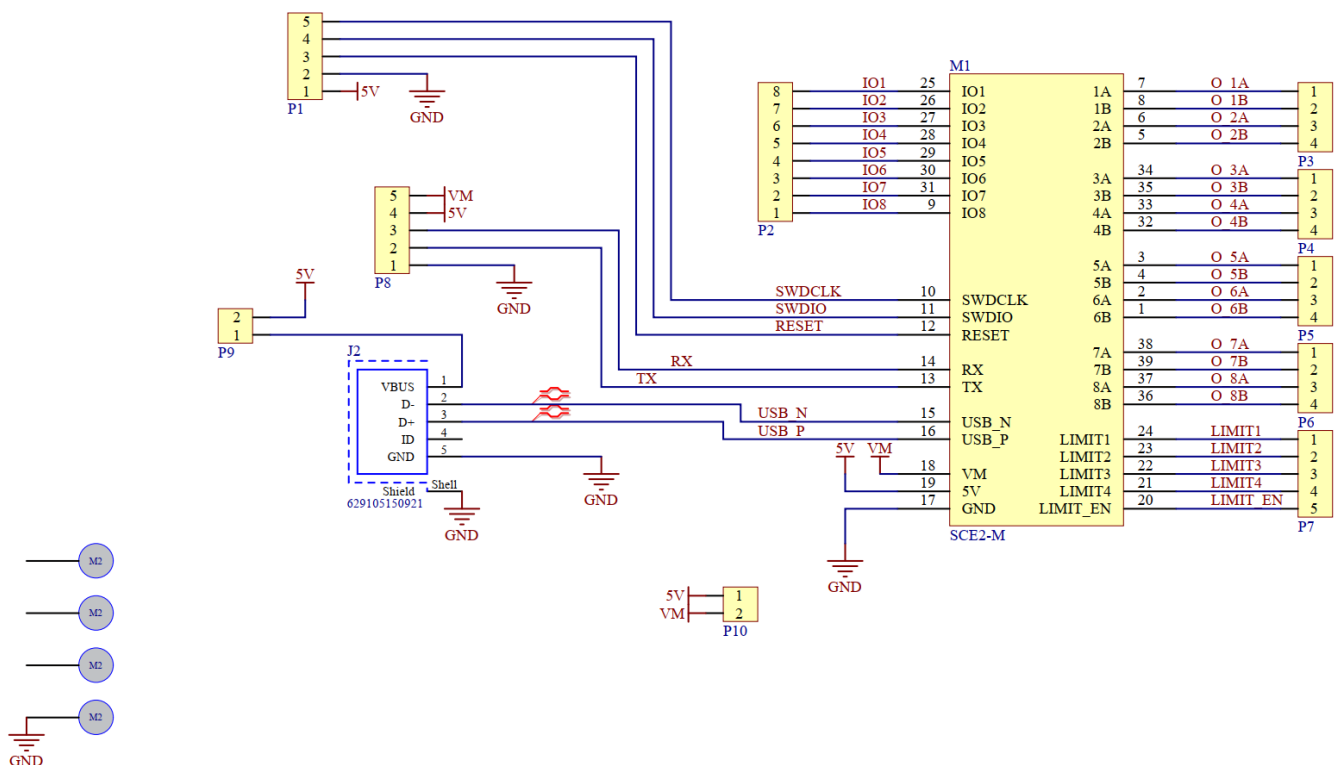 5
4
3
2
1
5V
GND
P1
8
7
6
5
4
3
2
1
P2
IO1
IO2
IO3
IO4
IO5
IO6
IO7
IO8
25
26
27
28
29
30
31
9
M1
IO1
IO2
IO3
IO4
IO5
IO6
IO7
IO8
SWDCLK
SWDIO
RESET
RX
TX
USB_N
USB_P
VM
5V
GND
1A
1B
2A
2B
3A
3B
4A
4B
5A
5B
6A
6B
7A
7B
8A
8B
LIMIT1
LIMIT2
LIMIT3
LIMIT4
LIMIT_EN
SCE2-M
7 O_1A 1
8 O_1B 2
6 O_2A 3
5 O_2B 4
P3
34 O_3A 1
35 O_3B 2
33 O_4A 3
32 O_4B 4
P4
3 O_5A 1
4 O_5B 2
2 O_6A 3
1 O_6B 4
P5
38 O_7A 1
39 O_7B 2
37 O_8A 3
36 O_8B 4
P6
24 LIMIT1 1
23 LIMIT2 2
22 LIMIT3 3
21 LIMIT4 4
20 LIMIT_EN 5
P7
5 VM
4 5V
3
2
1
P8
GND
SWDCLK 10
SWDIO 11
RESET 12
RX 14
TX 13
USB_N 15
USB_P 16
5V VM
18
19
17
GND
5V
2
1
P9
J2
VBUS 1
D- 2
D+ 3
ID 4
GND 5
Shield Shell
629105150921
GND
GND
5V 1
VM 2
P10
M2
M2
M2
M2
GND